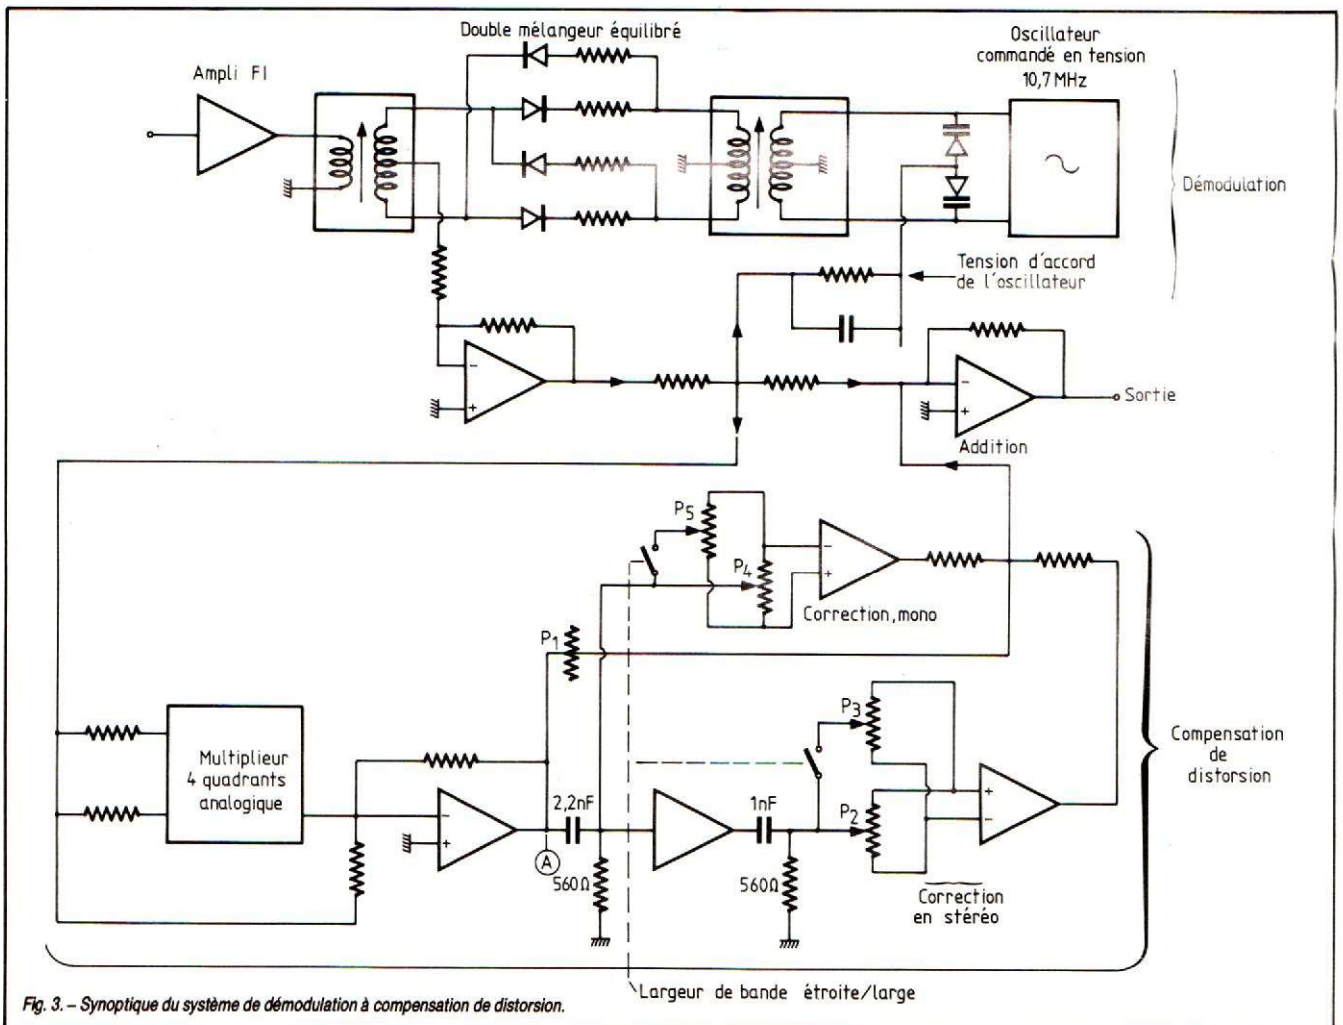 Double mélangeur équilibré
Oscillateur
commandé en tension
10,7 MHz
Ampli FI
Démodulation
Tension d'accord
de l'oscillateur
-
+
-
+
Sortie
Addition
P5
P4
-
+
Correction, mono
P1
P3
Multiplieur
4 quadrants
analogique
-
+
2,2nF
A
560Ω
1nF
560Ω
P2
+
-
Correction
en stéréo
Compensation
de
distorsion
Largeur de bande étroite/large
Fig. 3. – Synoptique du système de démodulation à compensation de distorsion.